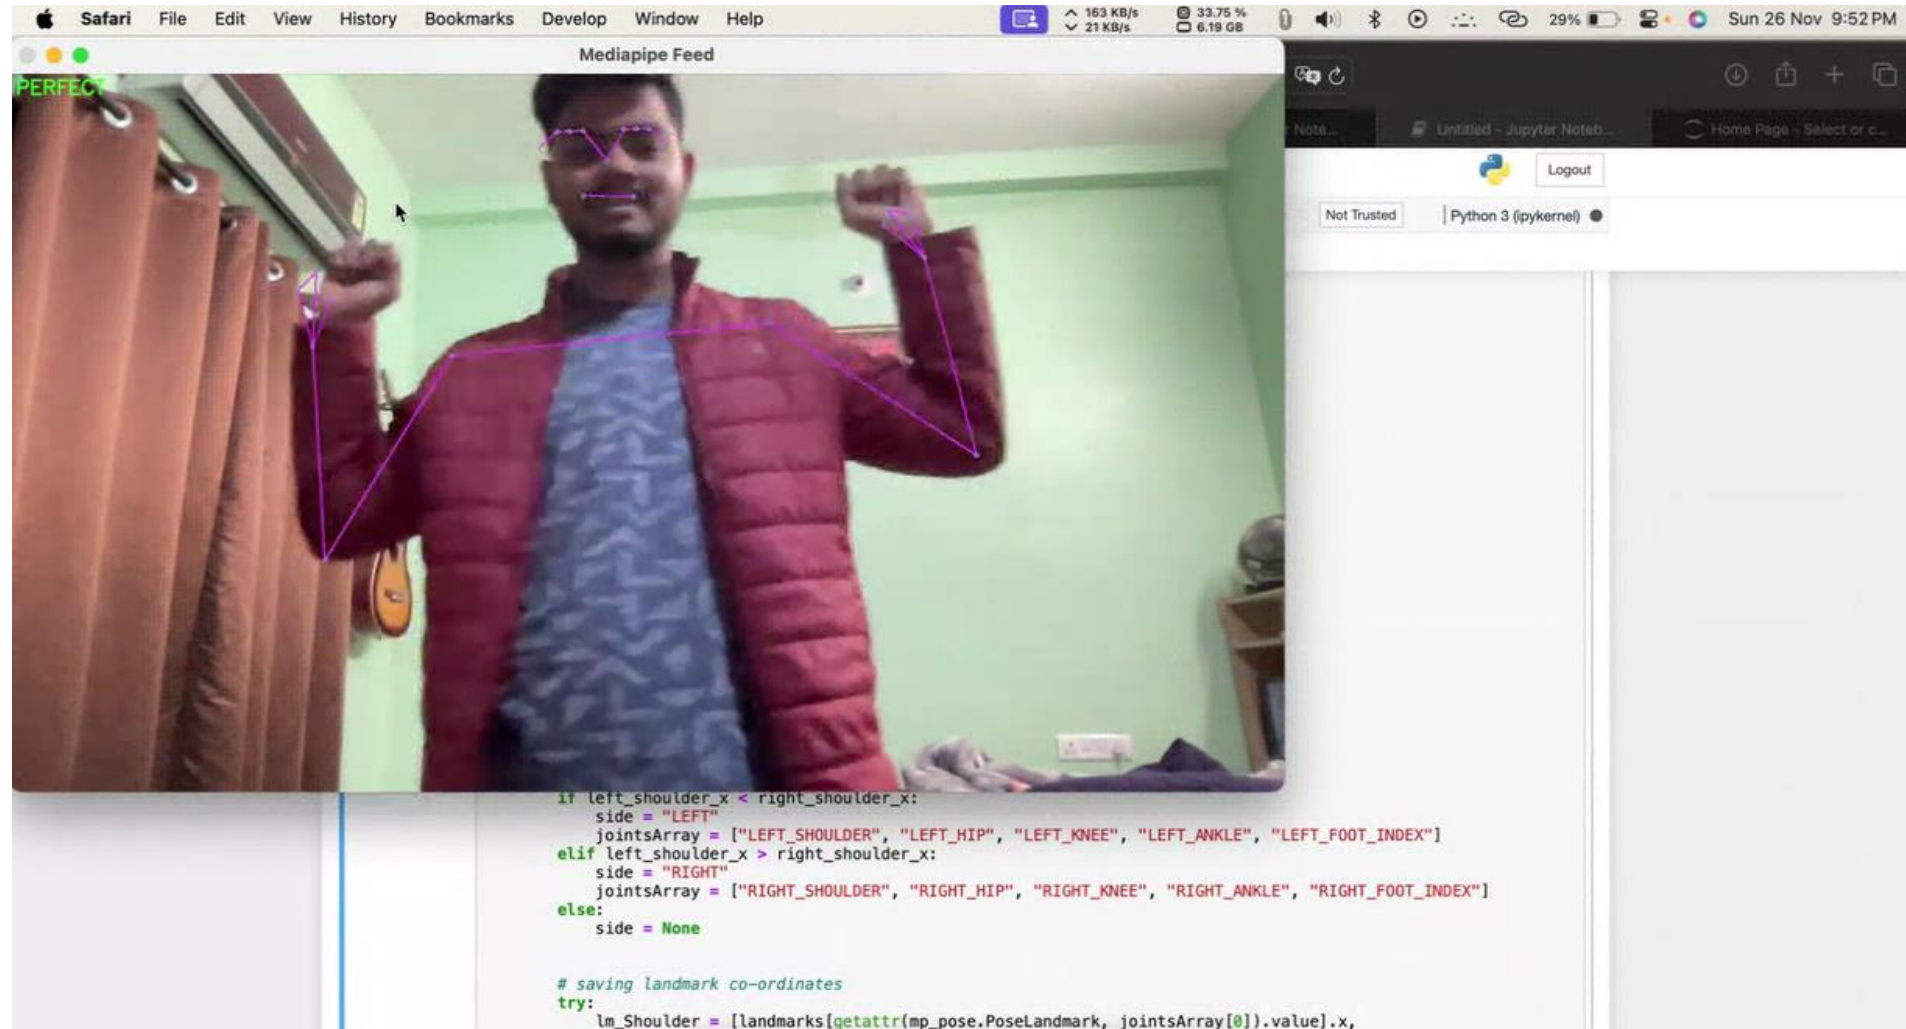 Safari File Edit View History Bookmarks Develop Window Help 163 KB/s 21 KB/s 33.75 % 6.19 GB 29% Sun 26 Nov 9:52 PM
Mediapipe Feed
PERFECT
r Note... Untitled - Jupyter Noteb... Home Page - Select or c...
Logout
Not Trusted Python 3 (ipykernel)
if left_shoulder_x < right_shoulder_x:
side = "LEFT"
jointsArray = ["LEFT_SHOULDER", "LEFT_HIP", "LEFT_KNEE", "LEFT_ANKLE", "LEFT_FOOT_INDEX"]
elif left_shoulder_x > right_shoulder_x:
side = "RIGHT"
jointsArray = ["RIGHT_SHOULDER", "RIGHT_HIP", "RIGHT_KNEE", "RIGHT_ANKLE", "RIGHT_FOOT_INDEX"]
else:
side = None
# saving landmark co-ordinates
try:
lm_Shoulder = [landmarks[getattr(mp_pose.PoseLandmark, jointsArray[0]).value].x,